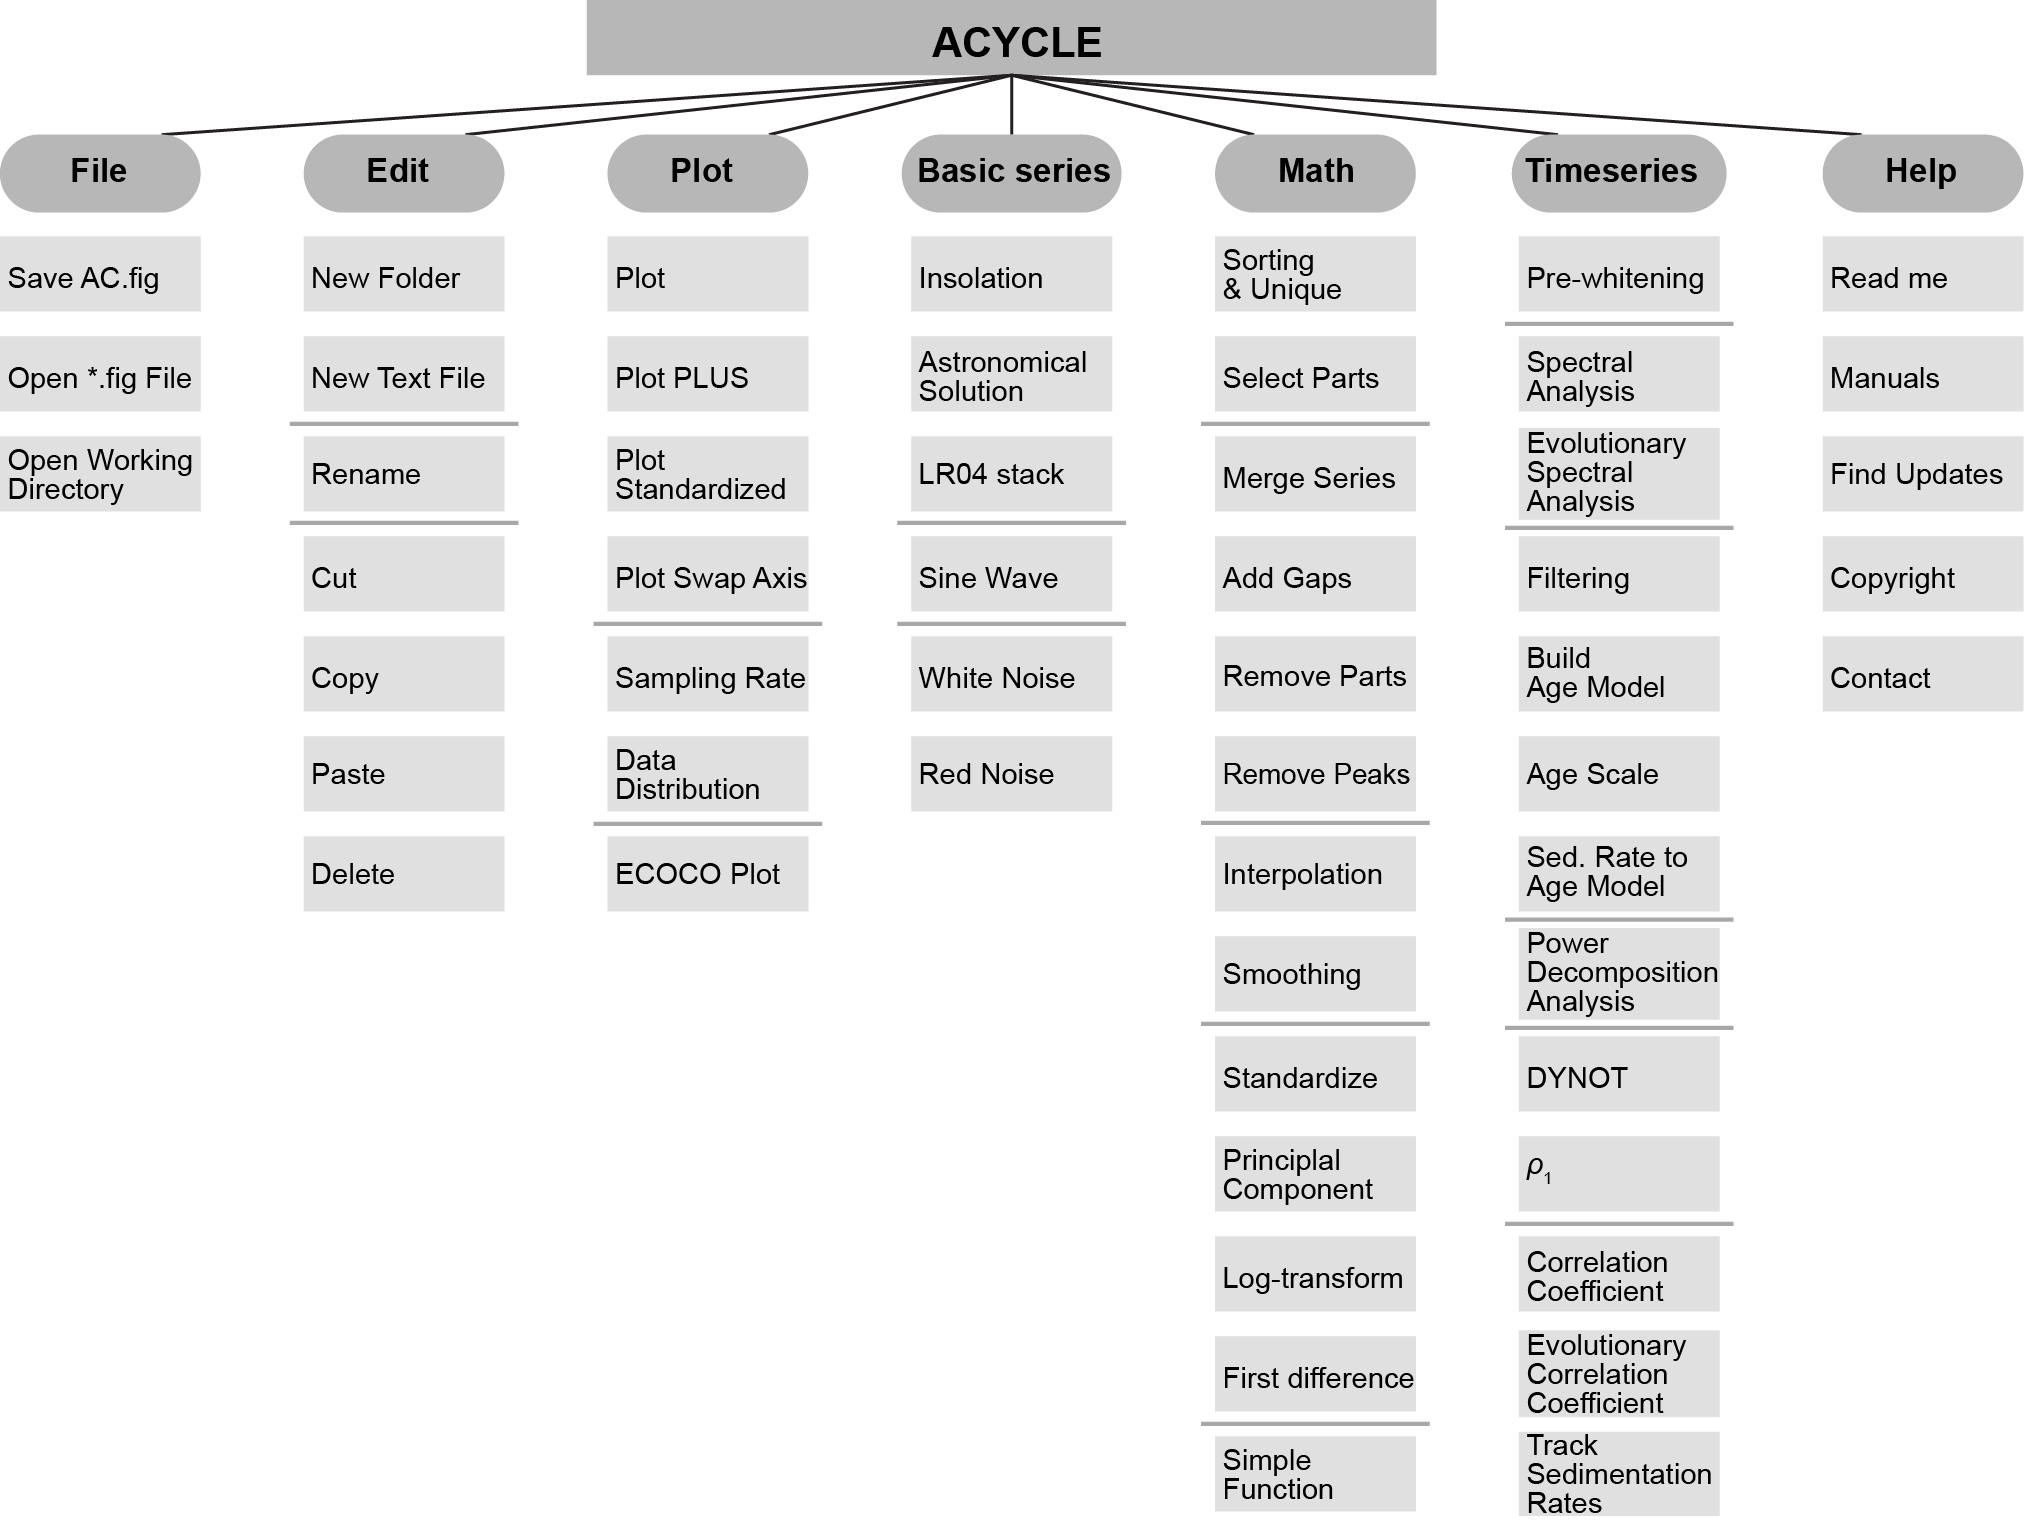 ACYCLE
File
Edit
Plot
Basic series
Math
Timeseries
Help
Save AC.fig
Open *.fig File
Open Working
Directory
New Folder
New Text File
Rename
Cut
Copy
Paste
Delete
Plot
Plot PLUS
Plot
Standardized
Plot Swap Axis
Sampling Rate
Data
Distribution
ECOCO Plot
Insolation
Astronomical
Solution
LR04 stack
Sine Wave
White Noise
Red Noise
Sorting
& Unique
Select Parts
Merge Series
Add Gaps
Remove Parts
Remove Peaks
Interpolation
Smoothing
Standardize
Principlal
Component
Log-transform
First difference
Simple
Function
Pre-whitening
Spectral
Analysis
Evolutionary
Spectral
Analysis
Filtering
Build
Age Model
Age Scale
Sed. Rate to
Age Model
Power
Decomposition
Analysis
DYNOT
ρ₁
Correlation
Coefficient
Evolutionary
Correlation
Coefficient
Track
Sedimentation
Rates
Read me
Manuals
Find Updates
Copyright
Contact